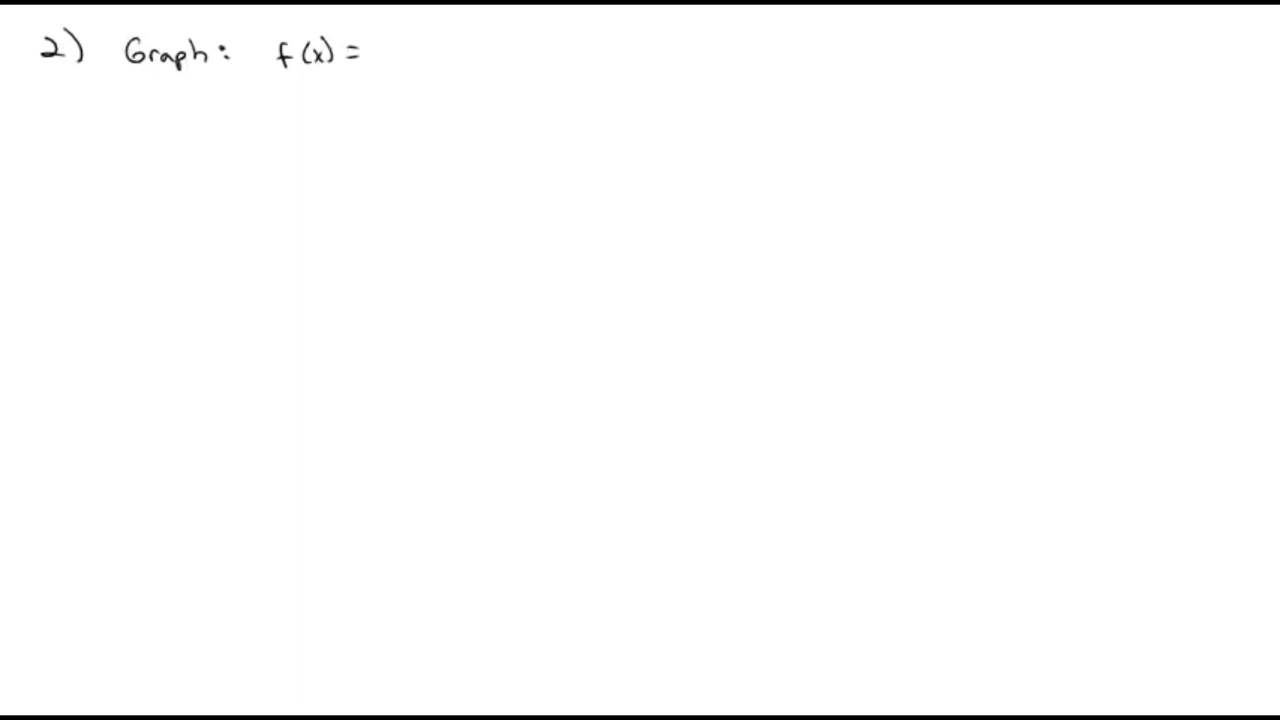 2) Graph: f(x) =